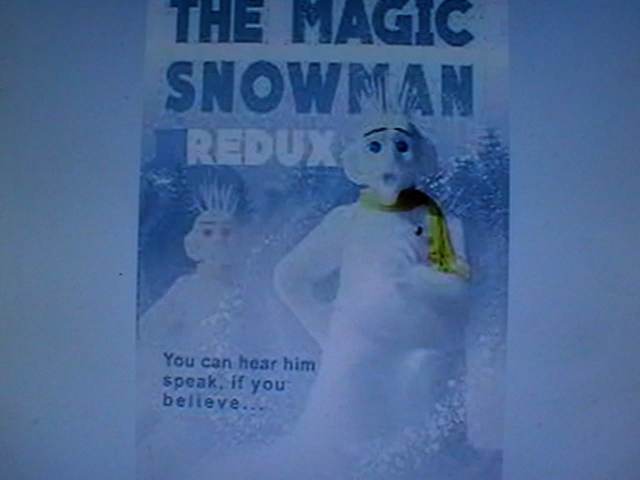 THE MAGIC
SNOWMAN
REDUX
You can hear him
speak, if you
believe...